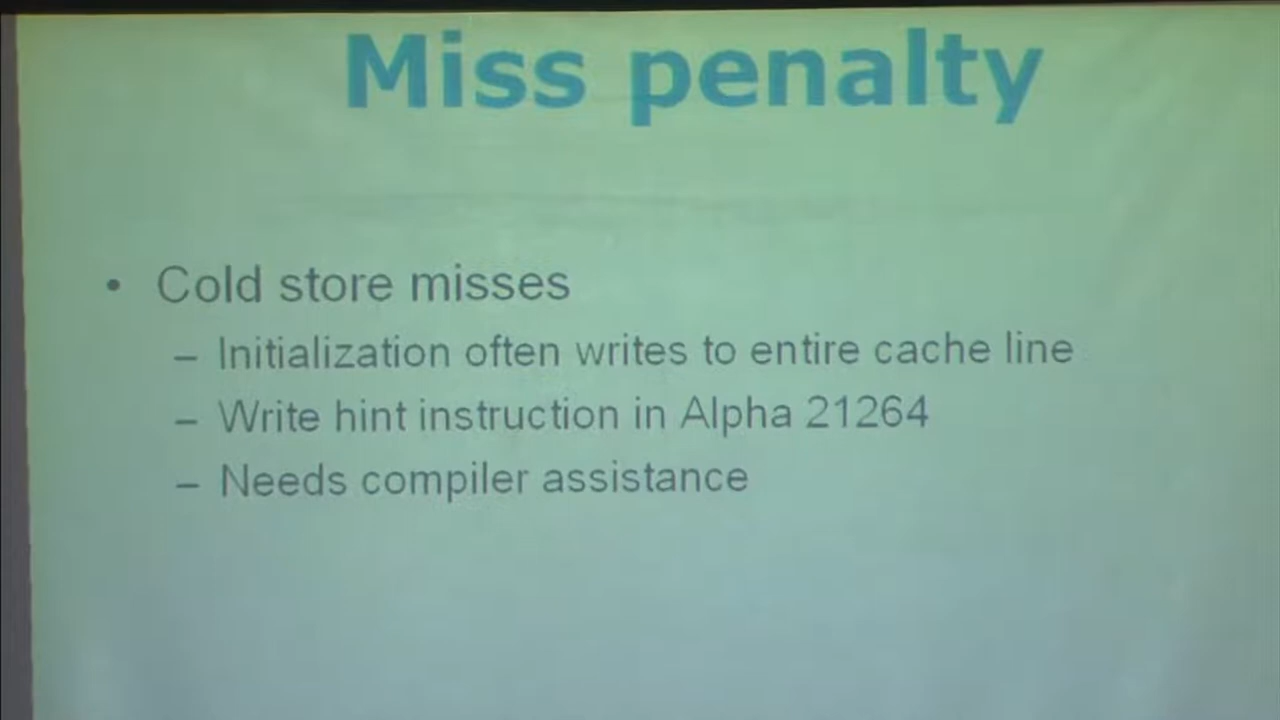 Miss penalty
• Cold store misses
– Initialization often writes to entire cache line
– Write hint instruction in Alpha 21264
– Needs compiler assistance